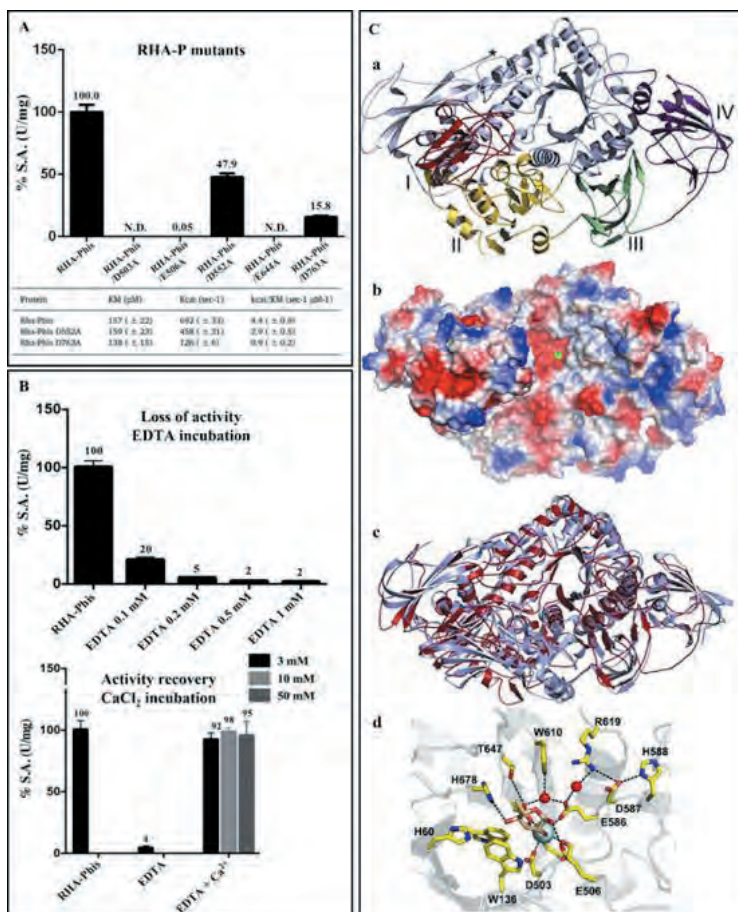 A
RHA-P mutants
% S.A. (U/mg)
150
100
50
0
100.0
N.D.
0.05
47.9
N.D.
15.8
RHA-Phis
RHA-Phis /D503A
RHA-Phis /E506A
RHA-Phis /D552A
RHA-Phis /E644A
RHA-Phis /D763A
Protein KM (μM) Kcat (sec-1) kcat/KM (sec-1 μM-1)
Rha-Phis 157 ( ± 22)
Rha-Phis D552A 159 ( ± 23) 458 ( ± 21) 2.9 ( ± 0.5)
Rha-Phis D763A 138 ( ± 15) 126 ( ± 6) 0.9 ( ± 0.2)
B
Loss of activity
EDTA incubation
% S.A. (U/mg)
150
100
50
0
100
20
5
2
2
RHA-Phis
EDTA 0.1 mM
EDTA 0.2 mM
EDTA 0.5 mM
EDTA 1 mM
Activity recovery
CaCl₂ incubation
3 mM
10 mM
50 mM
% S.A. (U/mg)
150
100
50
0
100
4
92
98
95
RHA-Phis
EDTA
EDTA + Ca²⁺
C
a
I
II
III
IV
b
c
d
T647
W610
R619
H588
H678
D587
E586
H60
D503
E506
W136